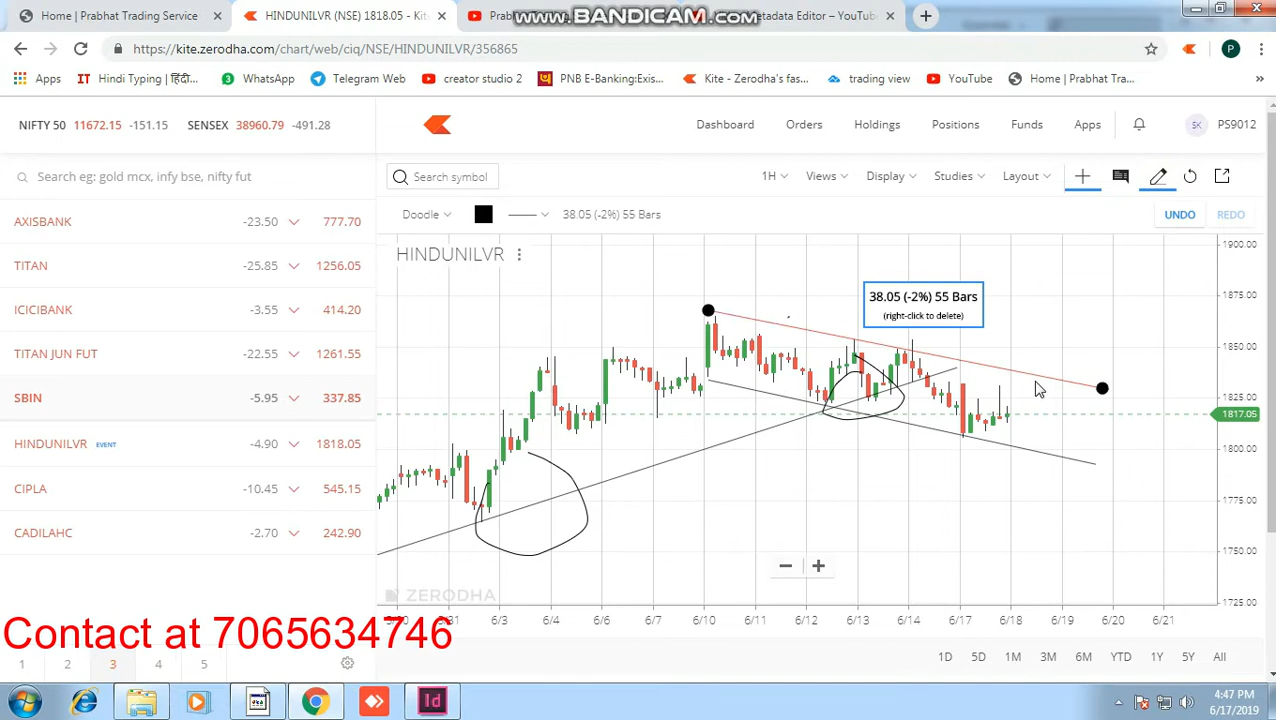 Home | Prabhat Trading Service
HINDUNILVR (NSE) 1818.05 - Kite
www.BANDICAM.com
etadata Editor – YouTube
https://kite.zerodha.com/chart/web/ciq/NSE/HINDUNILVR/356865
P
Apps
Hindi Typing | हिंदी...
WhatsApp
Telegram Web
creator studio 2
PNB E-Banking:Exis...
Kite - Zerodha's fas...
trading view
YouTube
Home | Prabhat Tra...
»
NIFTY 50 11672.15 -151.15 SENSEX 38960.79 -491.28
Dashboard Orders Holdings Positions Funds Apps SK PS9012
Search eg: gold mcx, infy bse, nifty fut
Search symbol
1H Views Display Studies Layout
AXISBANK -23.50 777.70
TITAN -25.85 1256.05
ICICIBANK -3.55 414.20
TITAN JUN FUT -22.55 1261.55
SBIN -5.95 337.85
HINDUNILVR EVENT -4.90 1818.05
CIPLA -10.45 545.15
CADILAHC -2.70 242.90
Doodle 38.05 (-2%) 55 Bars UNDO REDO
HINDUNILVR
38.05 (-2%) 55 Bars
(right-click to delete)
1900.00
1875.00
1850.00
1825.00
1817.05
1800.00
1775.00
1750.00
1725.00
ZERODHA
5/31 6/3 6/4 6/6 6/7 6/10 6/11 6/12 6/13 6/14 6/17 6/18 6/19 6/20 6/21
1D 5D 1M 3M 6M YTD 1Y 5Y All
Contact at 7065634746
1 2 3 4 5
Id
4:47 PM
6/17/2019